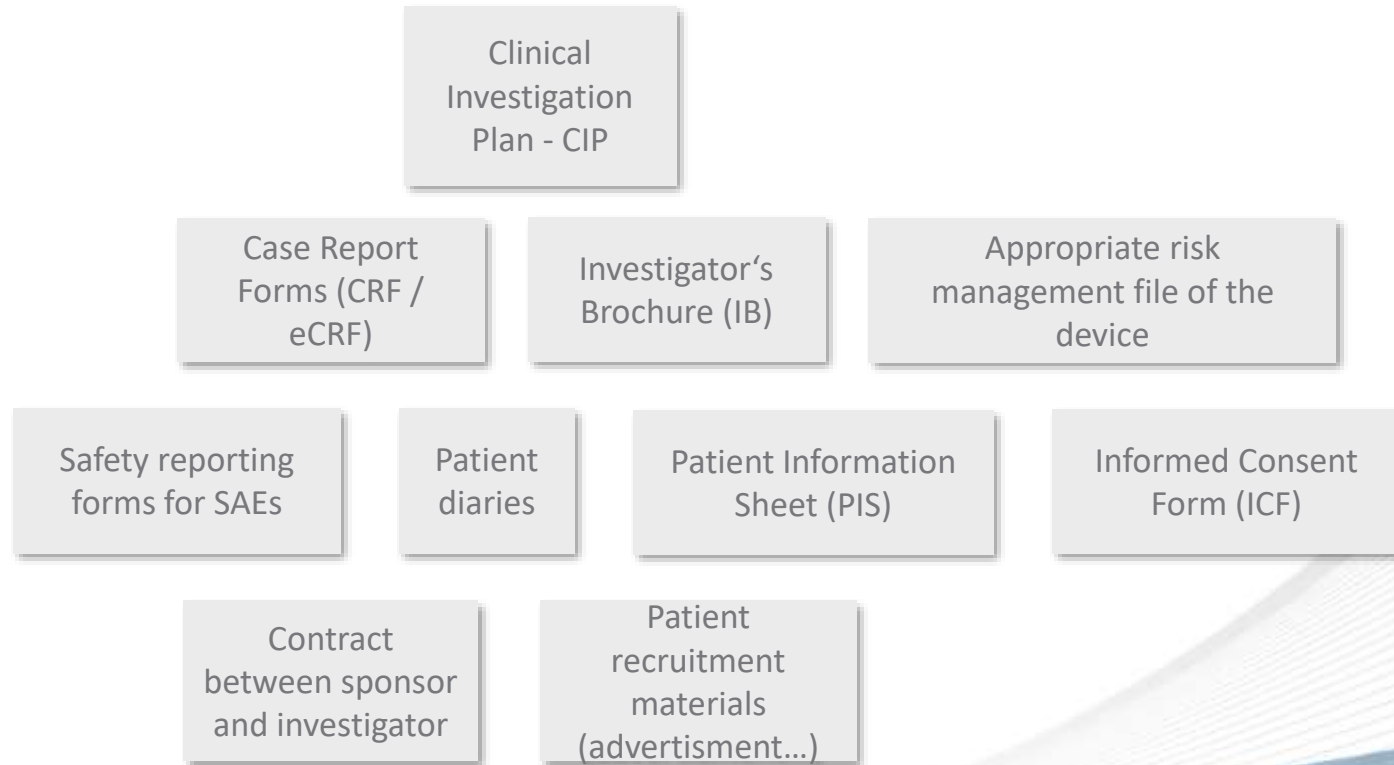 Clinical
Investigation
Plan - CIP
Case Report
Forms (CRF /
eCRF)
Investigator‘s
Brochure (IB)
Appropriate risk
management file of the
device
Safety reporting
forms for SAEs
Patient
diaries
Patient Information
Sheet (PIS)
Informed Consent
Form (ICF)
Contract
between sponsor
and investigator
Patient
recruitment
materials
(advertisment...)